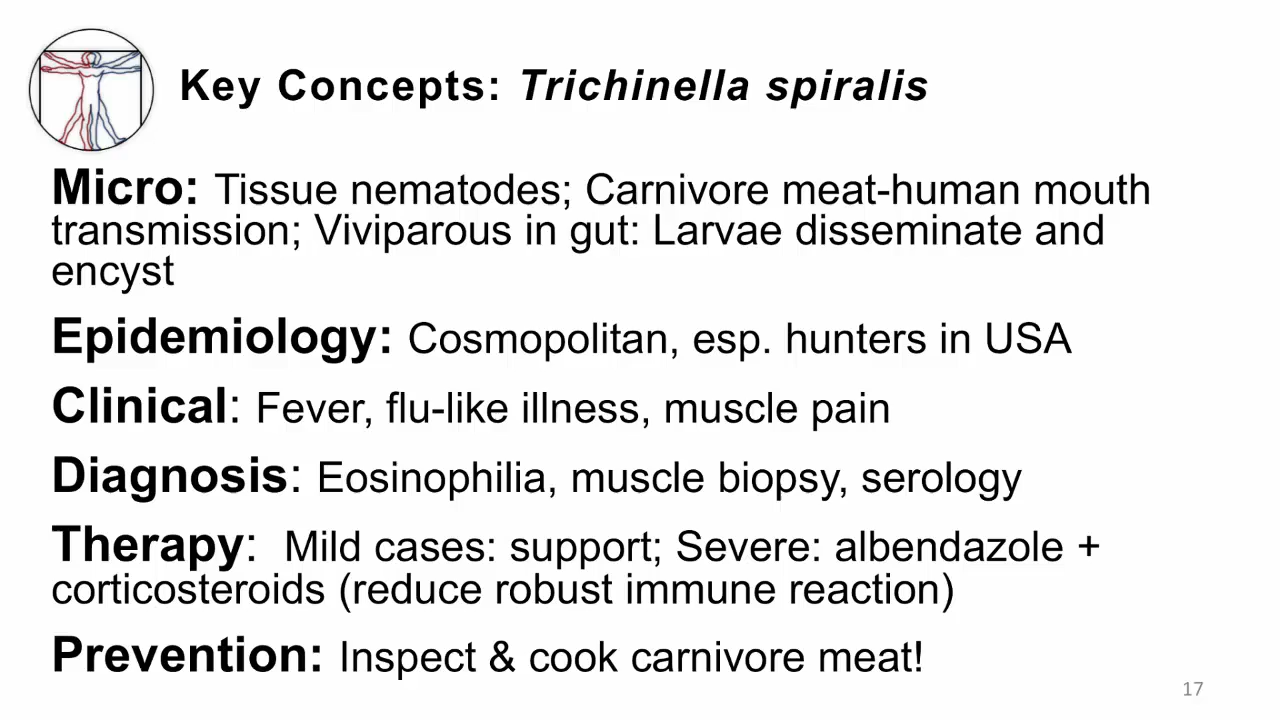 Key Concepts: Trichinella spiralis
Micro: Tissue nematodes; Carnivore meat-human mouth
transmission; Viviparous in gut: Larvae disseminate and
encyst
Epidemiology: Cosmopolitan, esp. hunters in USA
Clinical: Fever, flu-like illness, muscle pain
Diagnosis: Eosinophilia, muscle biopsy, serology
Therapy:  Mild cases: support; Severe: albendazole +
corticosteroids (reduce robust immune reaction)
Prevention: Inspect & cook carnivore meat!
17